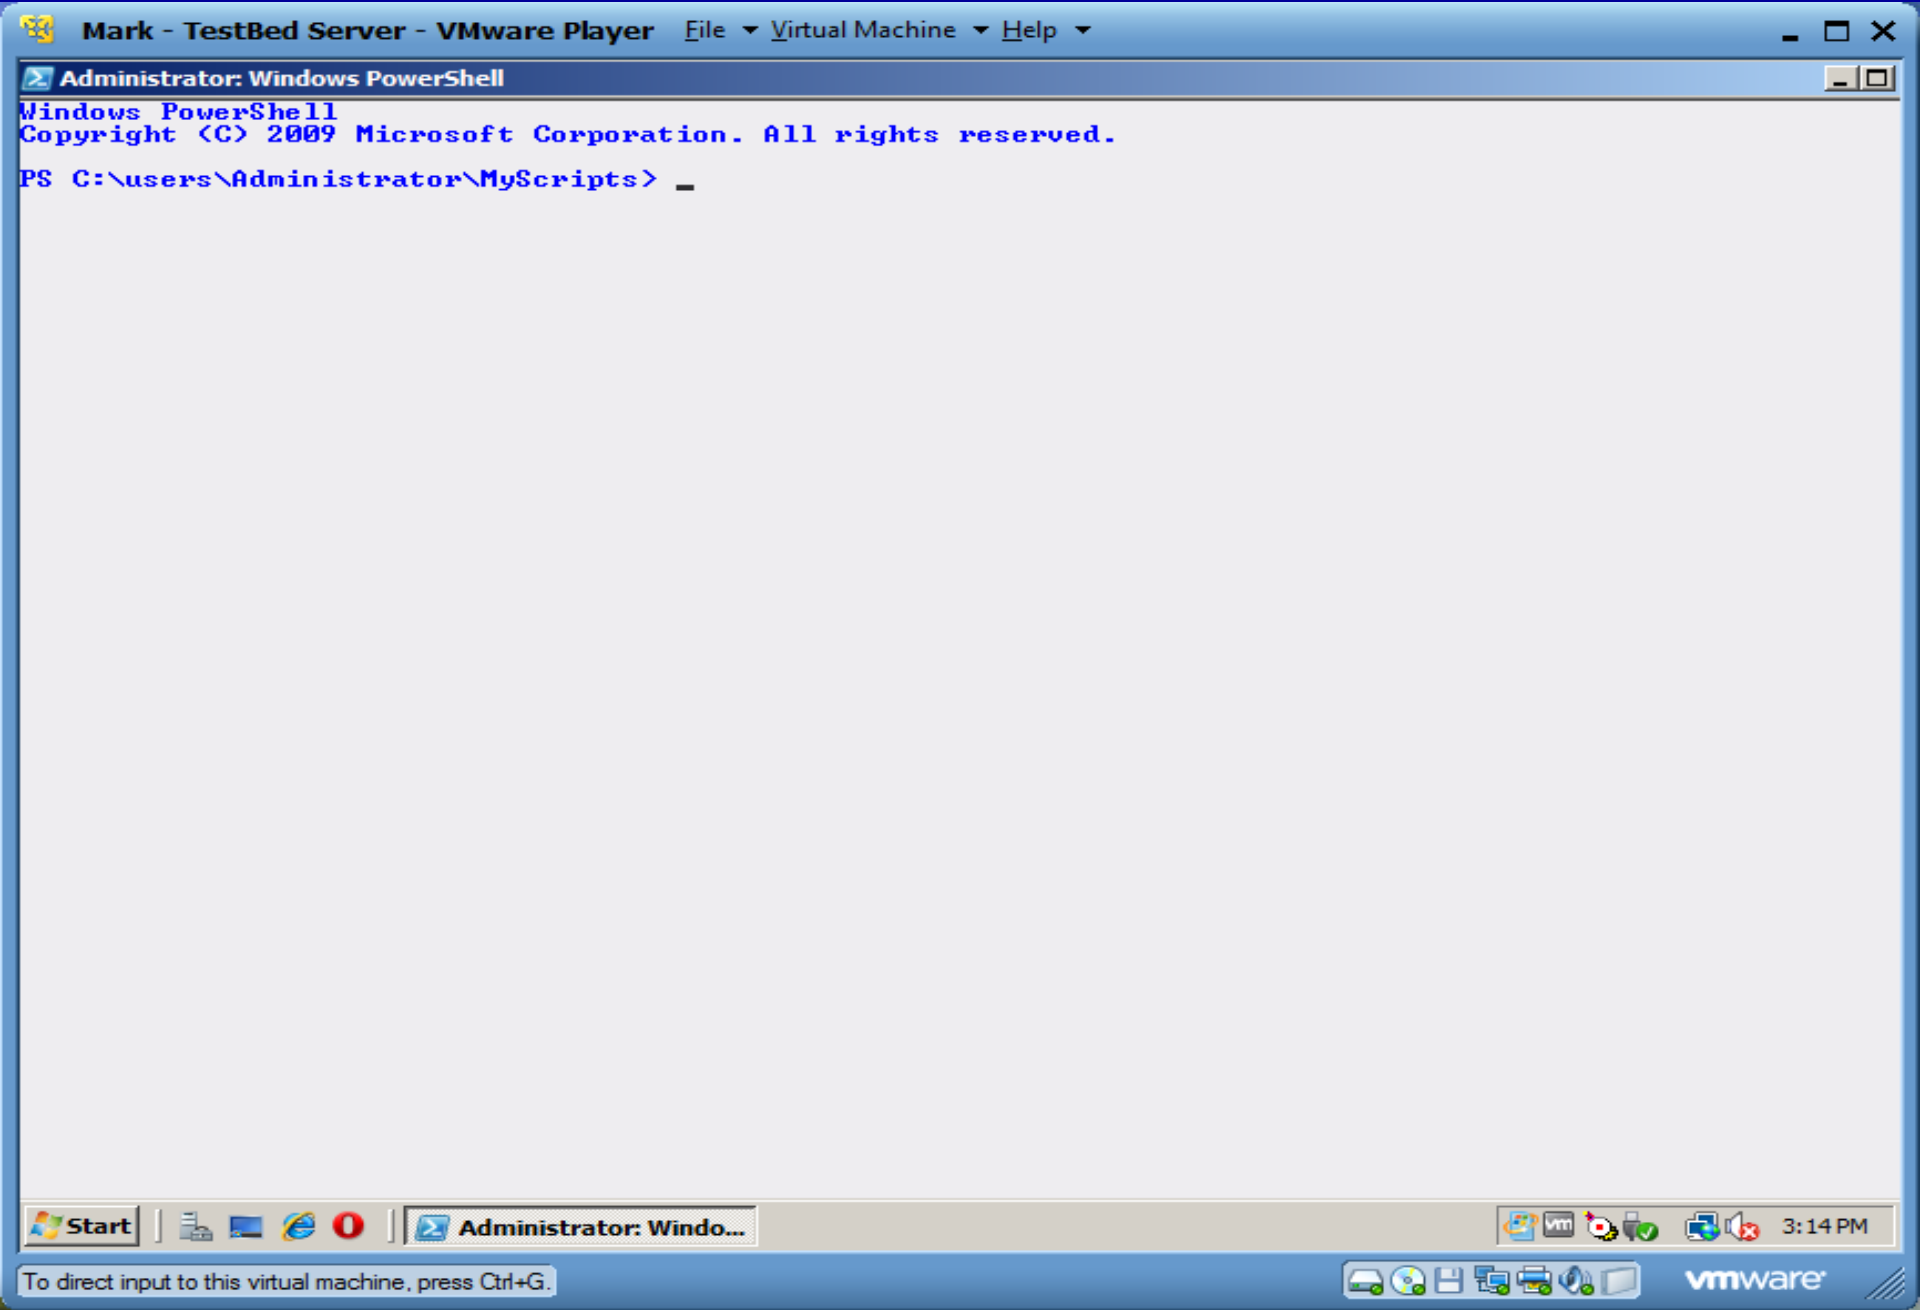 Mark - TestBed Server - VMware Player File Virtual Machine Help
Administrator: Windows PowerShell
Windows PowerShell
Copyright (C) 2009 Microsoft Corporation. All rights reserved.
PS C:\users\Administrator\MyScripts> _
Start Administrator: Windo... vm 3:14 PM
To direct input to this virtual machine, press Ctrl+G. vmware